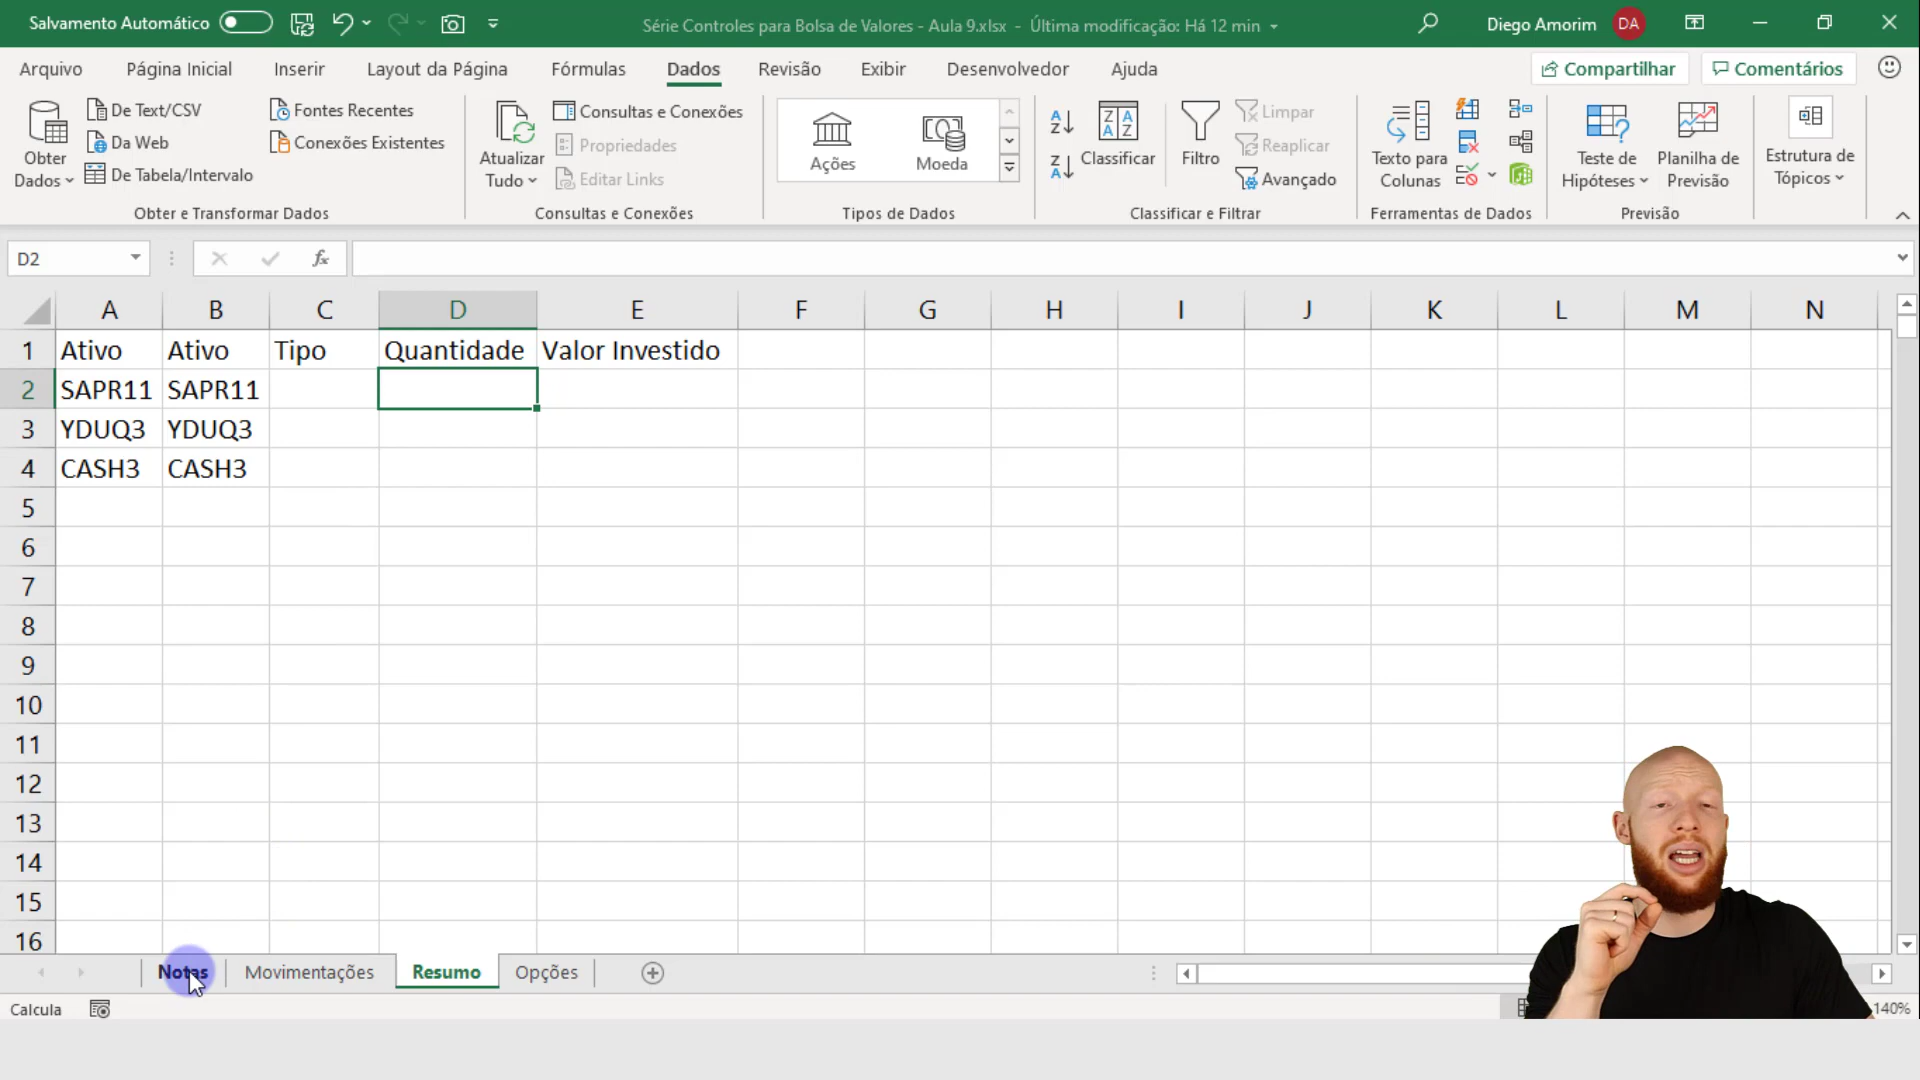 Salvamento Automático
Série Controles para Bolsa de Valores - Aula 9.xlsx - Última modificação: Há 12 min
Diego Amorim DA
Arquivo Página Inicial Inserir Layout da Página Fórmulas Dados Revisão Exibir Desenvolvedor Ajuda
Compartilhar Comentários
Obter Dados
De Text/CSV
Da Web
De Tabela/Intervalo
Fontes Recentes
Conexões Existentes
Obter e Transformar Dados
Atualizar Tudo
Consultas e Conexões
Propriedades
Editar Links
Consultas e Conexões
Ações
Moeda
Tipos de Dados
Classificar
Filtro
Limpar
Reaplicar
Avançado
Classificar e Filtrar
Texto para Colunas
Ferramentas de Dados
Teste de Hipóteses
Planilha de Previsão
Previsão
Estrutura de Tópicos
D2
fx
A B C D E F G H I J K L M N
1 Ativo Ativo Tipo Quantidade Valor Investido
2 SAPR11 SAPR11
3 YDUQ3 YDUQ3
4 CASH3 CASH3
5
6
7
8
9
10
11
12
13
14
15
16
Notas Movimentações Resumo Opções
Calcula
140%